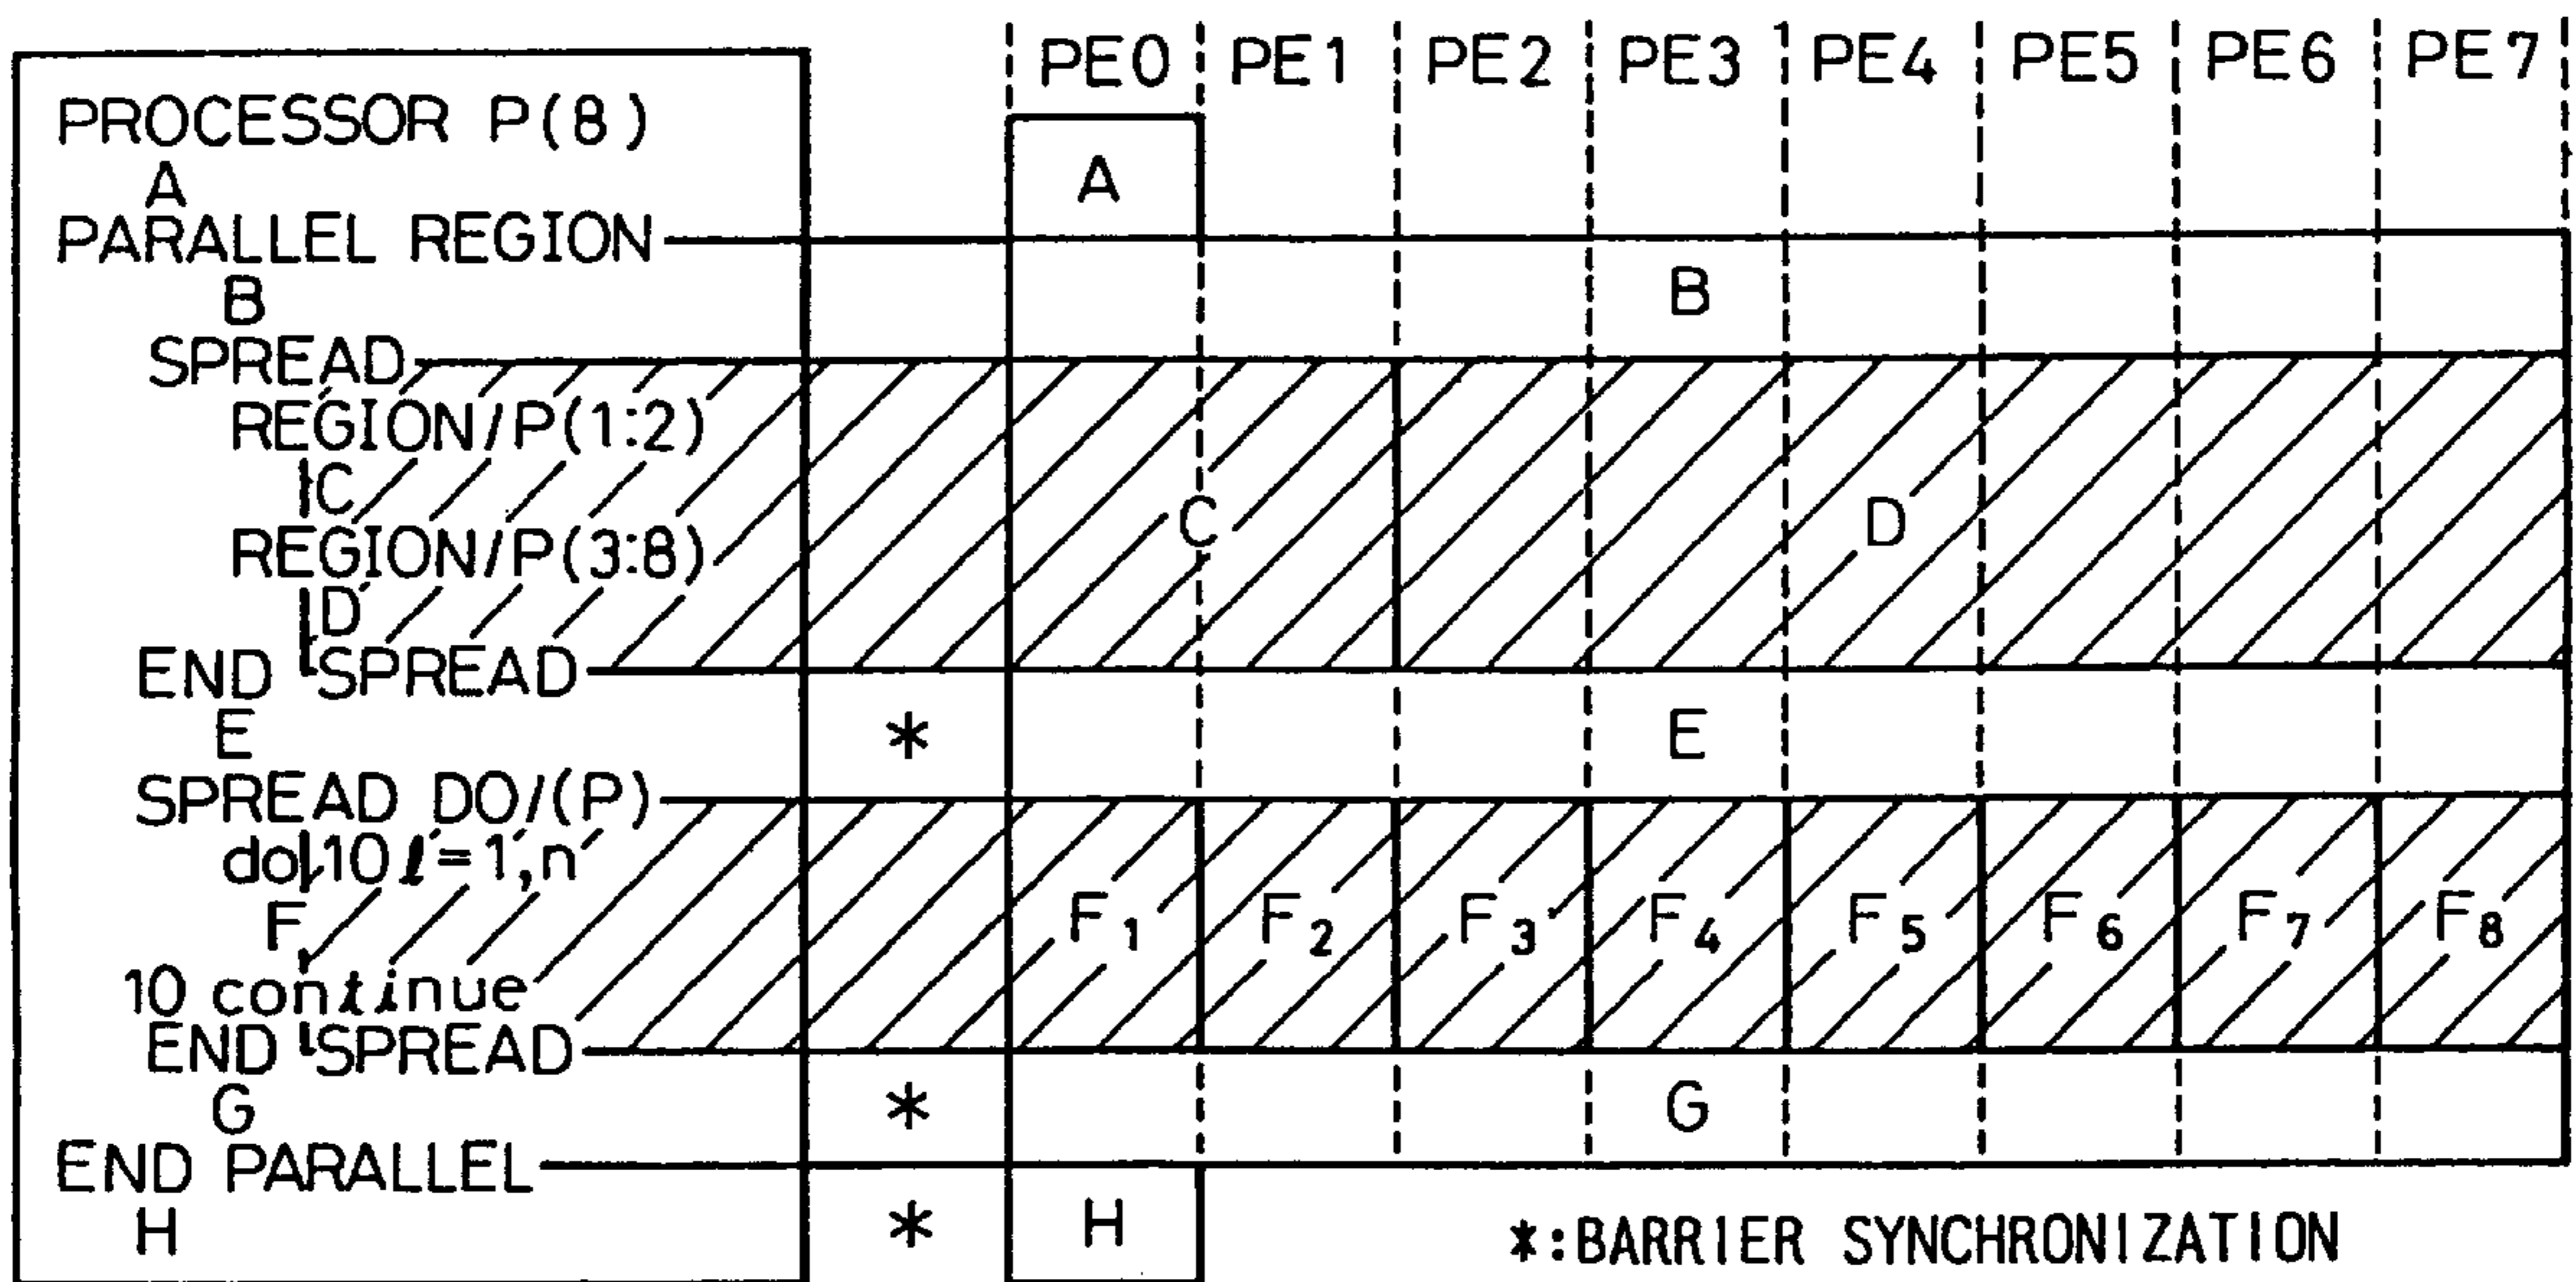 PROCESSOR P(8)
A
PARALLEL REGION
B
SPREAD
REGION/P(1:2)
C
REGION/P(3:8)
D
END SPREAD
E
SPREAD DO/(P)
do 10 l=1,n
F
10 continue
END SPREAD
G
END PARALLEL
H
*
*
*
PE0 PE1 PE2 PE3 PE4 PE5 PE6 PE7
A
B
C D
E
F1 F2 F3 F4 F5 F6 F7 F8
G
H
*:BARRIER SYNCHRONIZATION